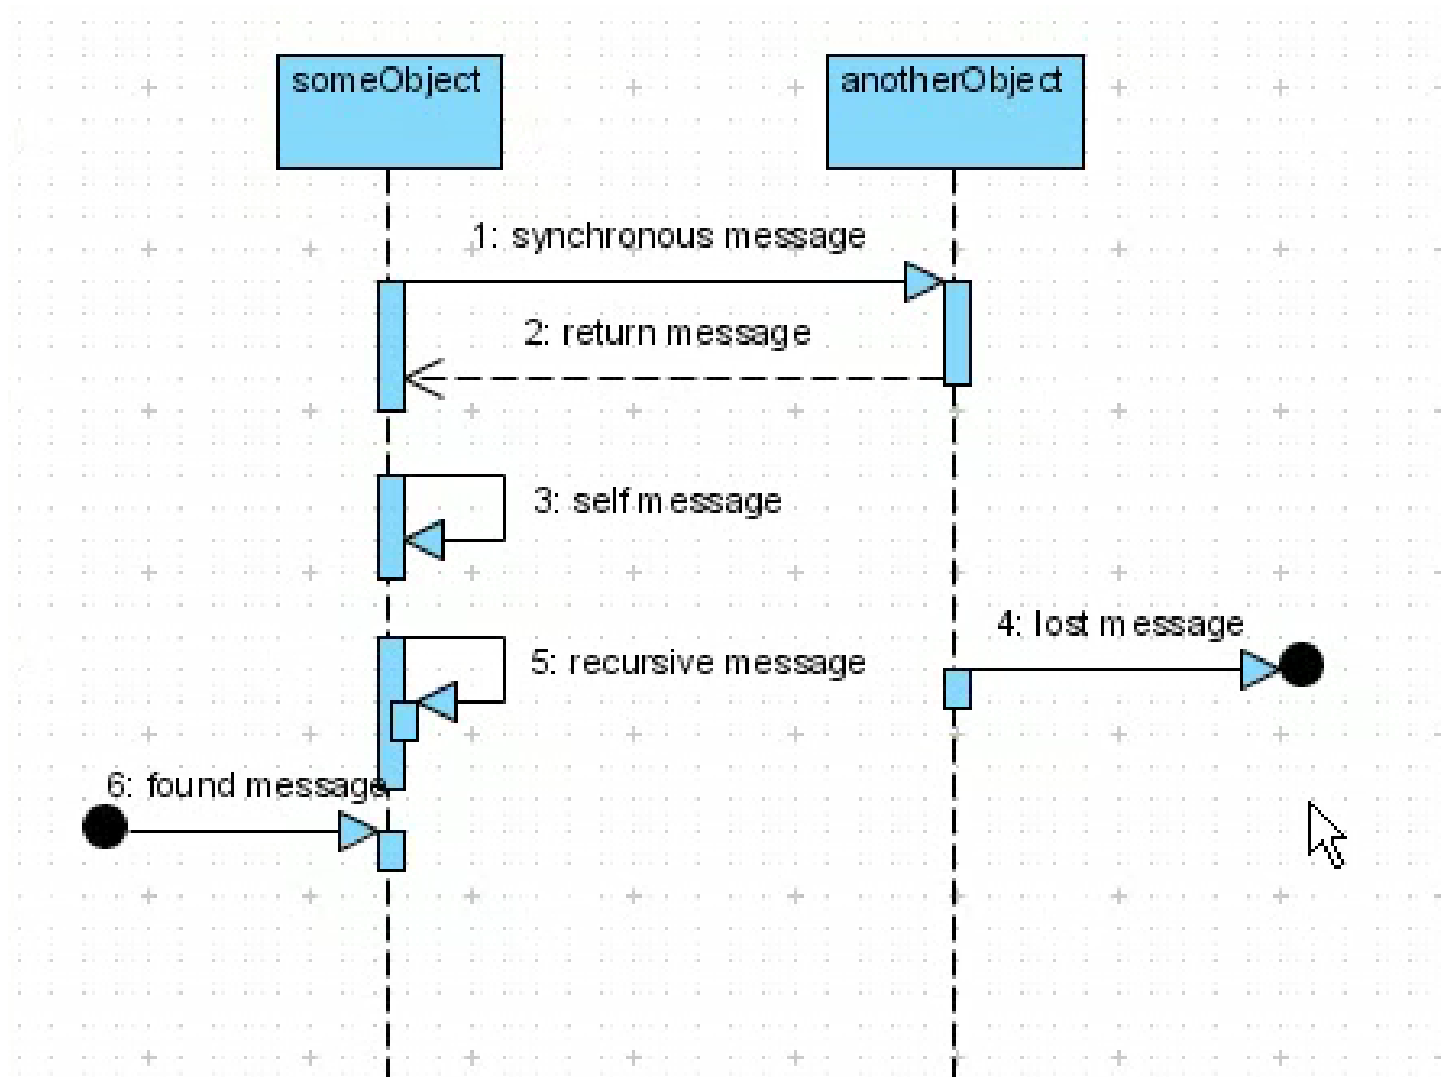 someObject
anotherObject
1: synchronous message
2: return message
3: self message
4: lost message
5: recursive message
6: found message